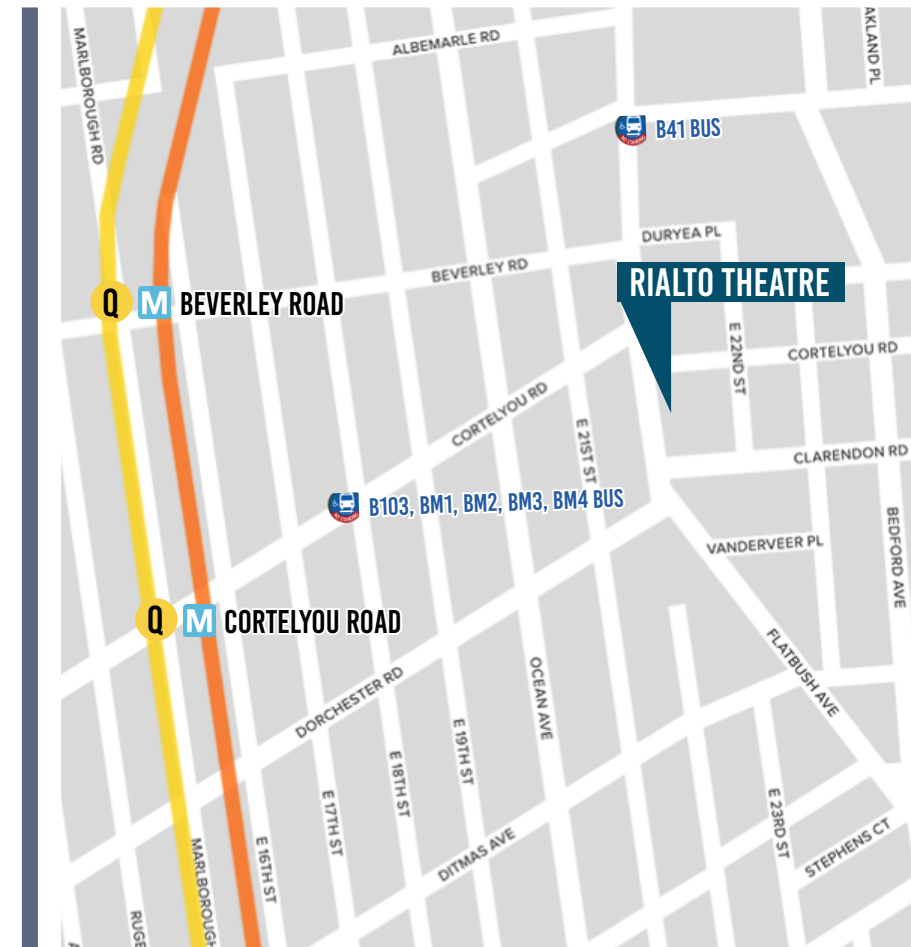 MARLBOROUGH RD
ALBEMARLE RD
AKLAND PL
B41 BUS
DURYEA PL
BEVERLEY RD
RIALTO THEATRE
Q M BEVERLEY ROAD
E 22ND ST
CORTELYOU RD
CORTELYOU RD
E 21ST ST
CLARENDON RD
B103, BM1, BM2, BM3, BM4 BUS
BEDFORD AVE
VANDERVEER PL
Q M CORTELYOU ROAD
FLATBUSH AVE
OCEAN AVE
DORCHESTER RD
E 19TH ST
E 18TH ST
E 17TH ST
E 23RD ST
STEPHENS CT
DITMAS AVE
E 16TH ST
MARLBOROUGH
RUGE
A